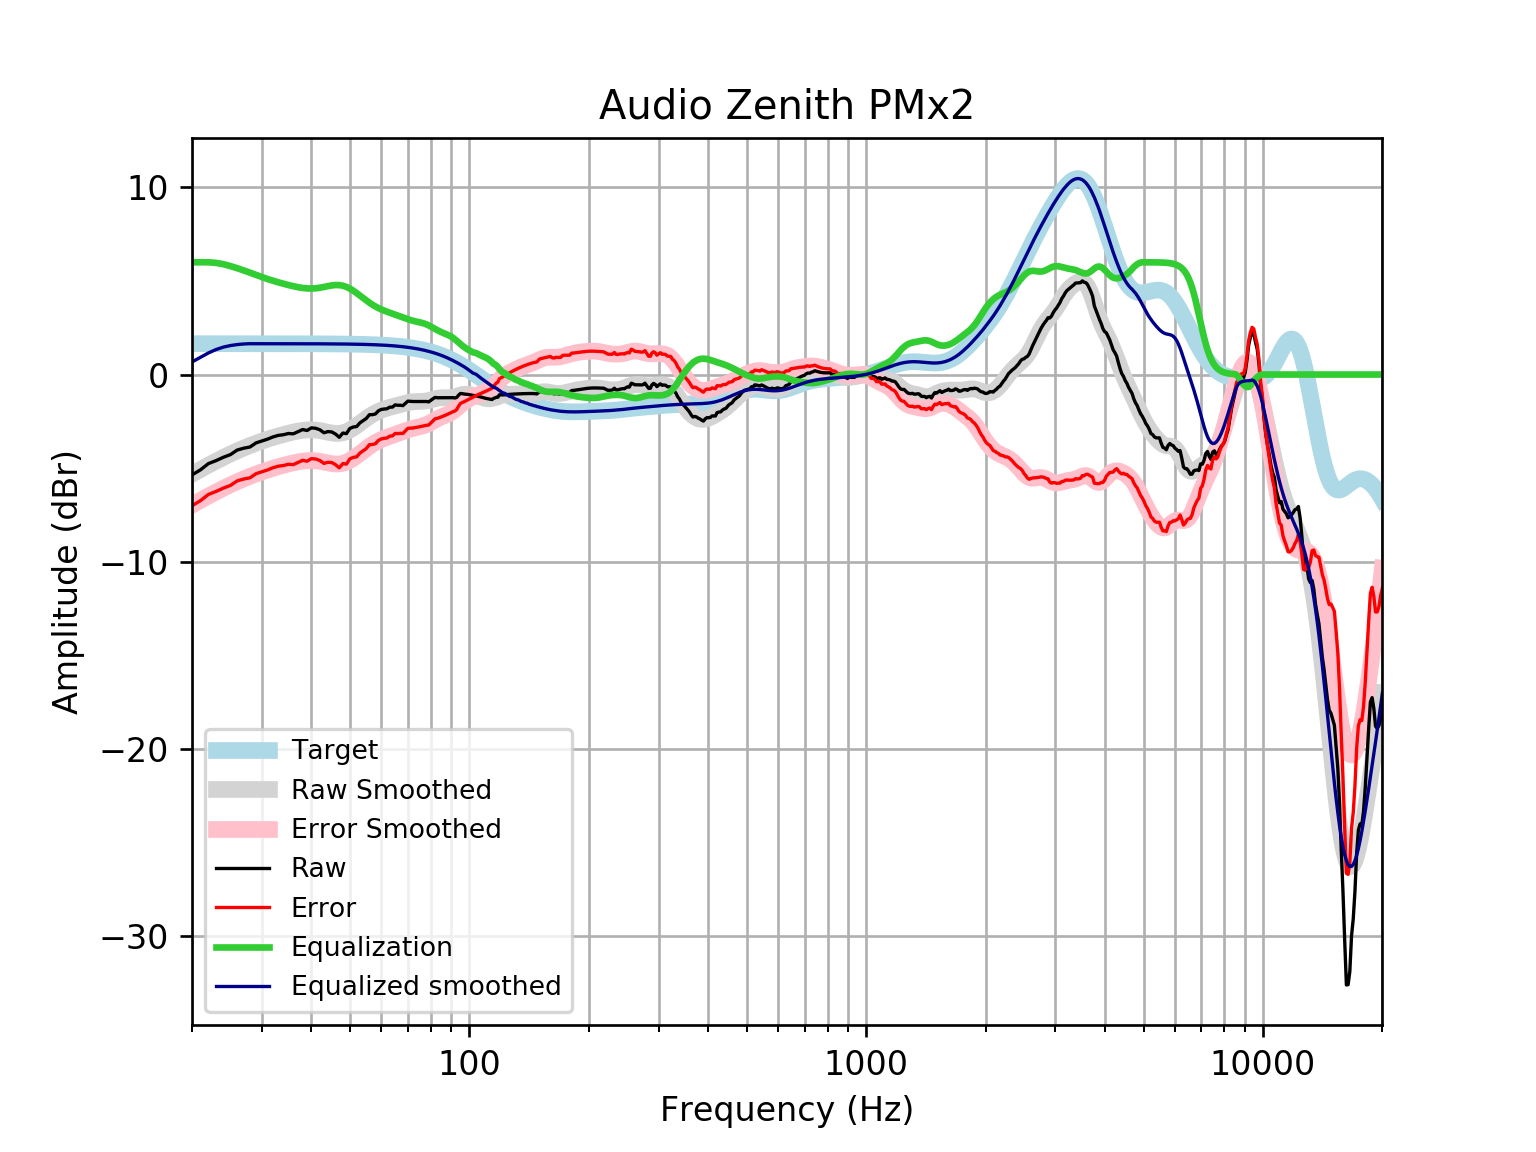 Audio Zenith PMx2
10
0
−10
−20
−30
Amplitude (dBr)
Target
Raw Smoothed
Error Smoothed
Raw
Error
Equalization
Equalized smoothed
100
1000
10000
Frequency (Hz)